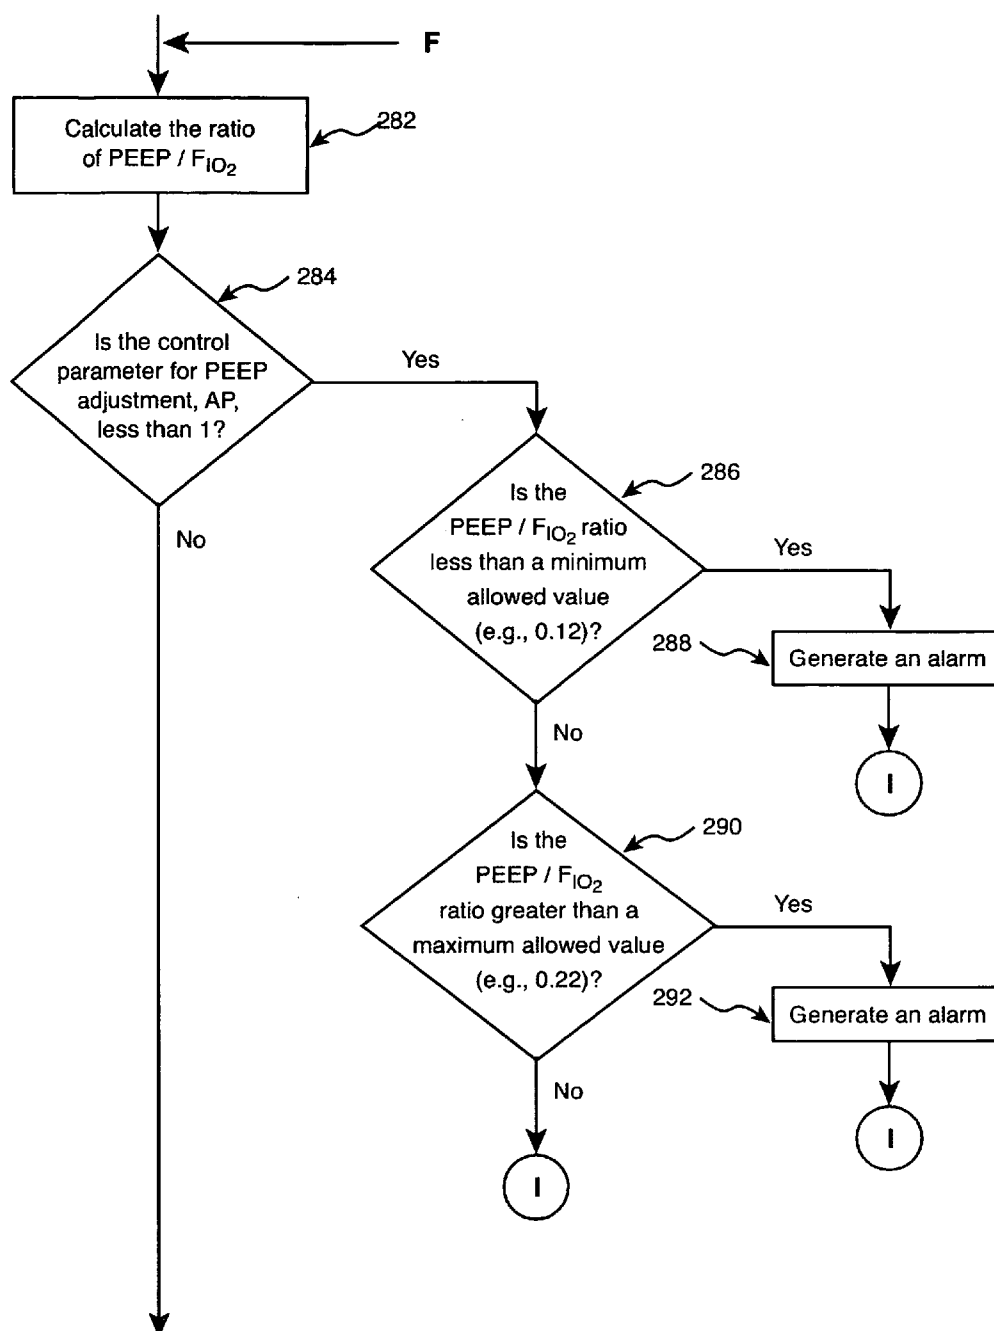 F
Calculate the ratio
of PEEP / FIO2
282
284
Is the control
parameter for PEEP
adjustment, AP,
less than 1?
Yes
No
286
Is the
PEEP / FIO2 ratio
less than a minimum
allowed value
(e.g., 0.12)?
Yes
288
Generate an alarm
I
No
290
Is the
PEEP / FIO2
ratio greater than a
maximum allowed value
(e.g., 0.22)?
Yes
292
Generate an alarm
I
No
I